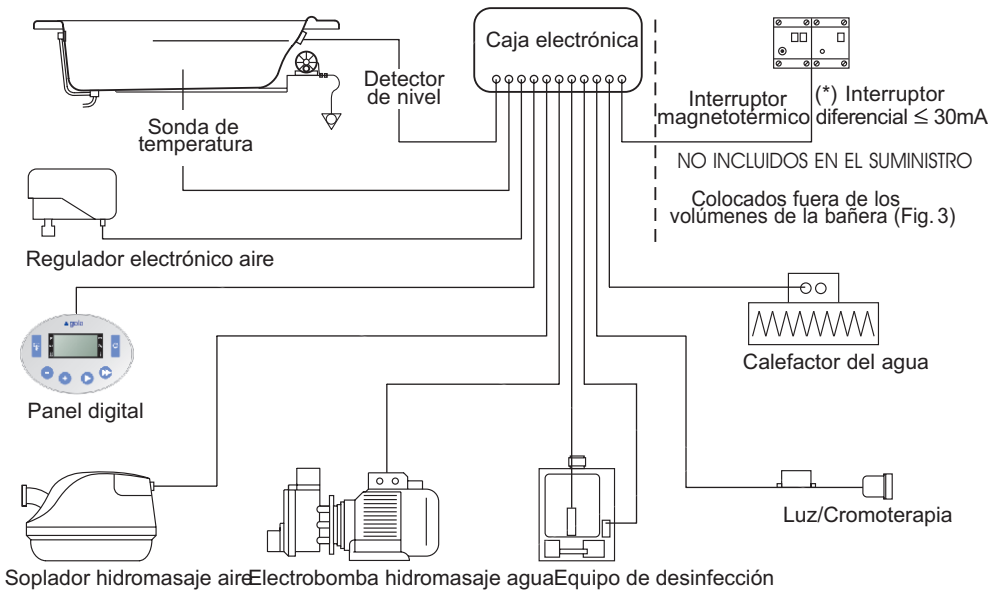 Caja electrónica
Detector
de nivel
Sonda de
temperatura
Interruptor
magnetotérmico
(*) Interruptor
diferencial ≤ 30mA
NO INCLUIDOS EN EL SUMINISTRO
Colocados fuera de los
volúmenes de la bañera (Fig. 3)
Regulador electrónico aire
Calefactor del agua
Panel digital
Luz/Cromoterapia
Soplador hidromasaje aire
Electrobomba hidromasaje agua
Equipo de desinfección